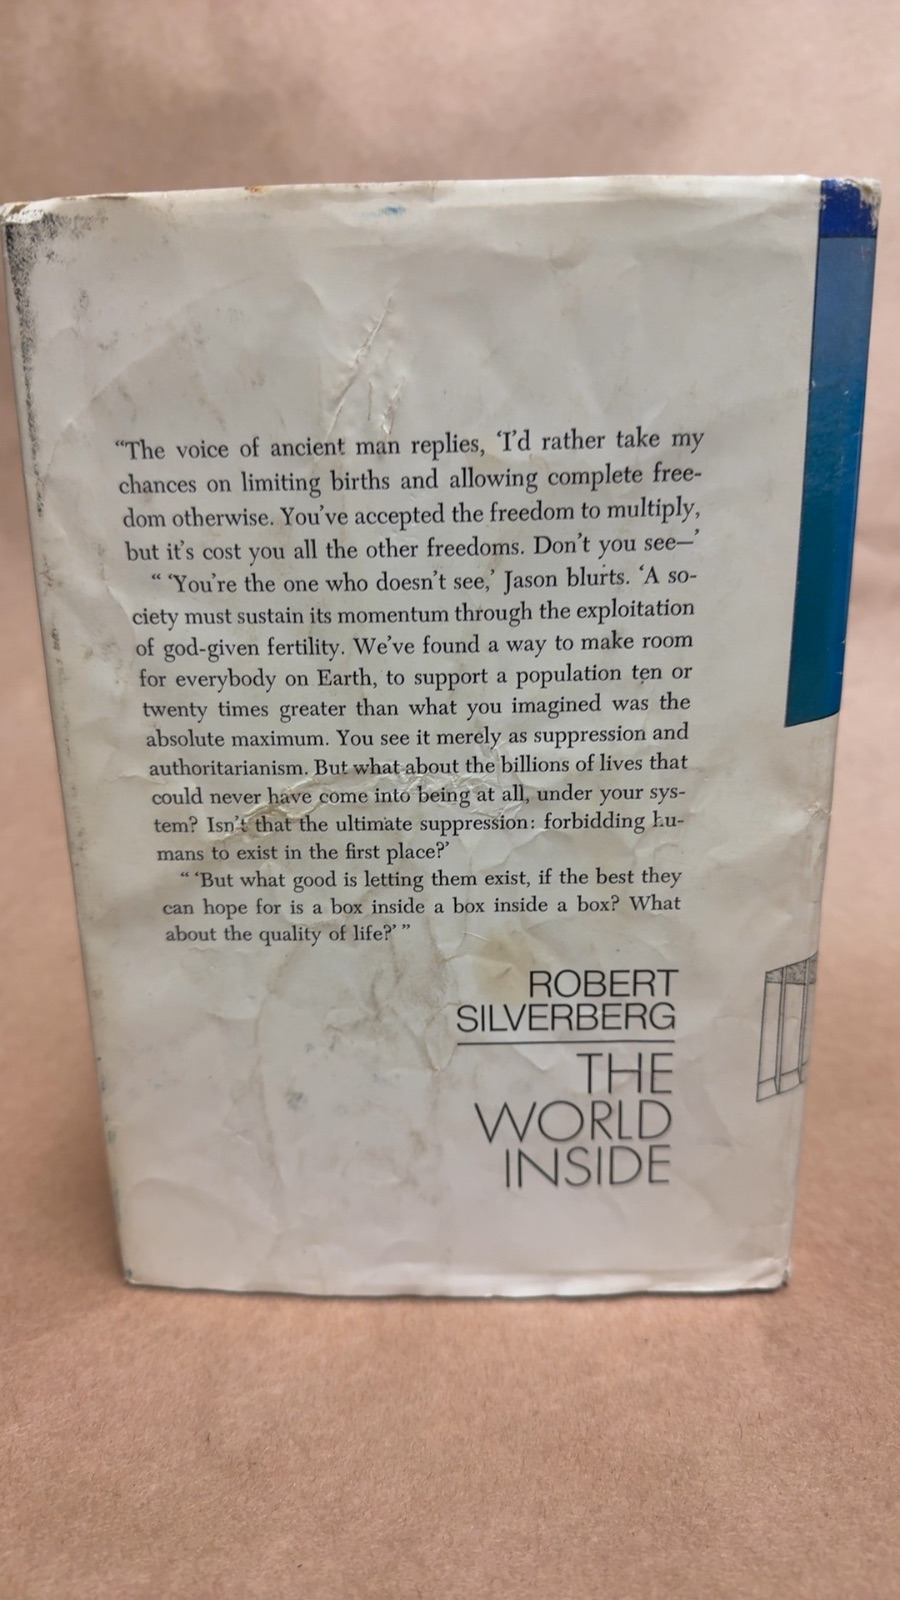 “The voice of ancient man replies, ‘I’d rather take my
chances on limiting births and allowing complete free-
dom otherwise. You’ve accepted the freedom to multiply,
but it’s cost you all the other freedoms. Don’t you see—’
“ ‘You’re the one who doesn’t see,’ Jason blurts. ‘A so-
ciety must sustain its momentum through the exploitation
of god-given fertility. We’ve found a way to make room
for everybody on Earth, to support a population ten or
twenty times greater than what you imagined was the
absolute maximum. You see it merely as suppression and
authoritarianism. But what about the billions of lives that
could never have come into being at all, under your sys-
tem? Isn’t that the ultimate suppression: forbidding hu-
mans to exist in the first place?’
“ ‘But what good is letting them exist, if the best they
can hope for is a box inside a box inside a box? What
about the quality of life?’ ”
ROBERT
SILVERBERG
THE
WORLD
INSIDE